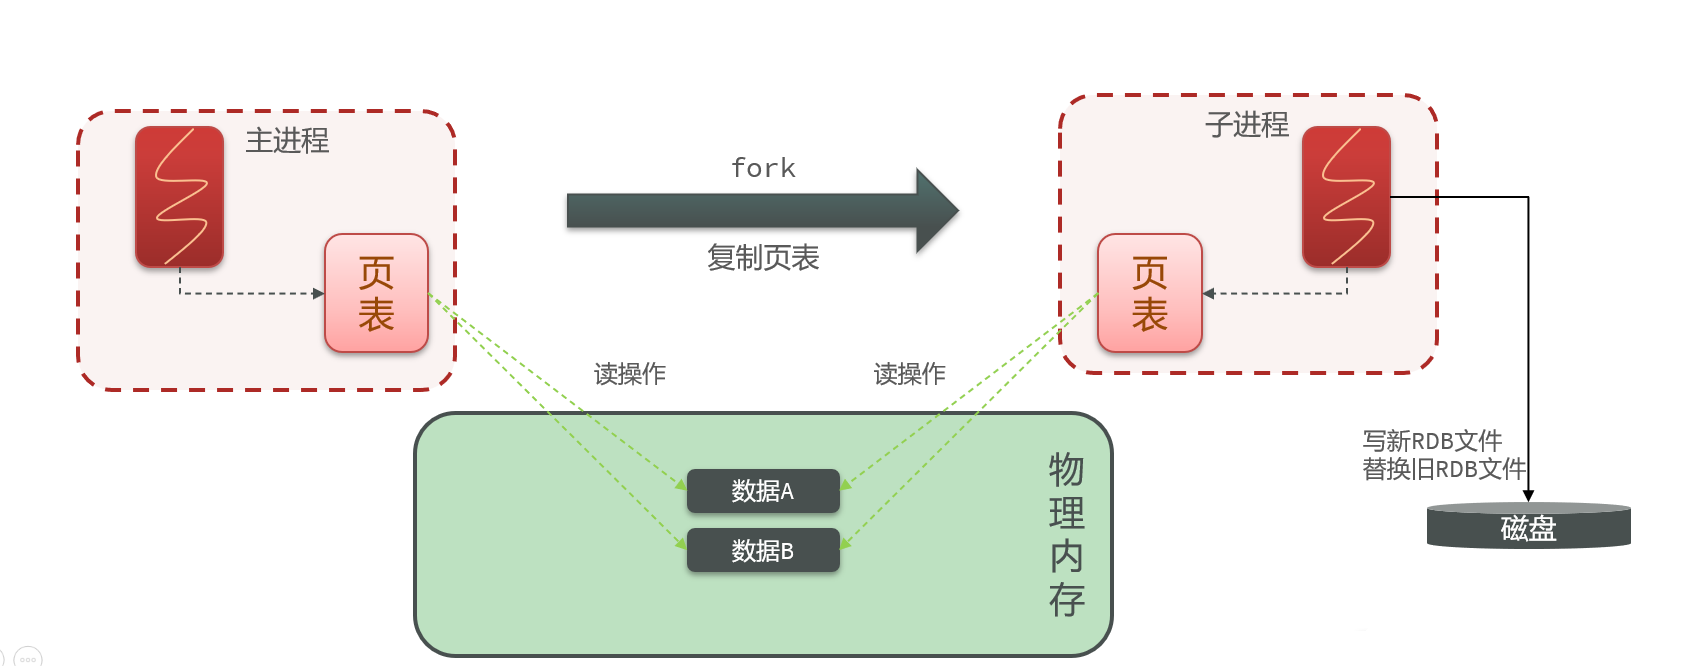 主进程
子进程
fork
复制页表
页
表
页
表
读操作
读操作
写新RDB文件
替换旧RDB文件
数据A
数据B
物
理
内
存
磁盘